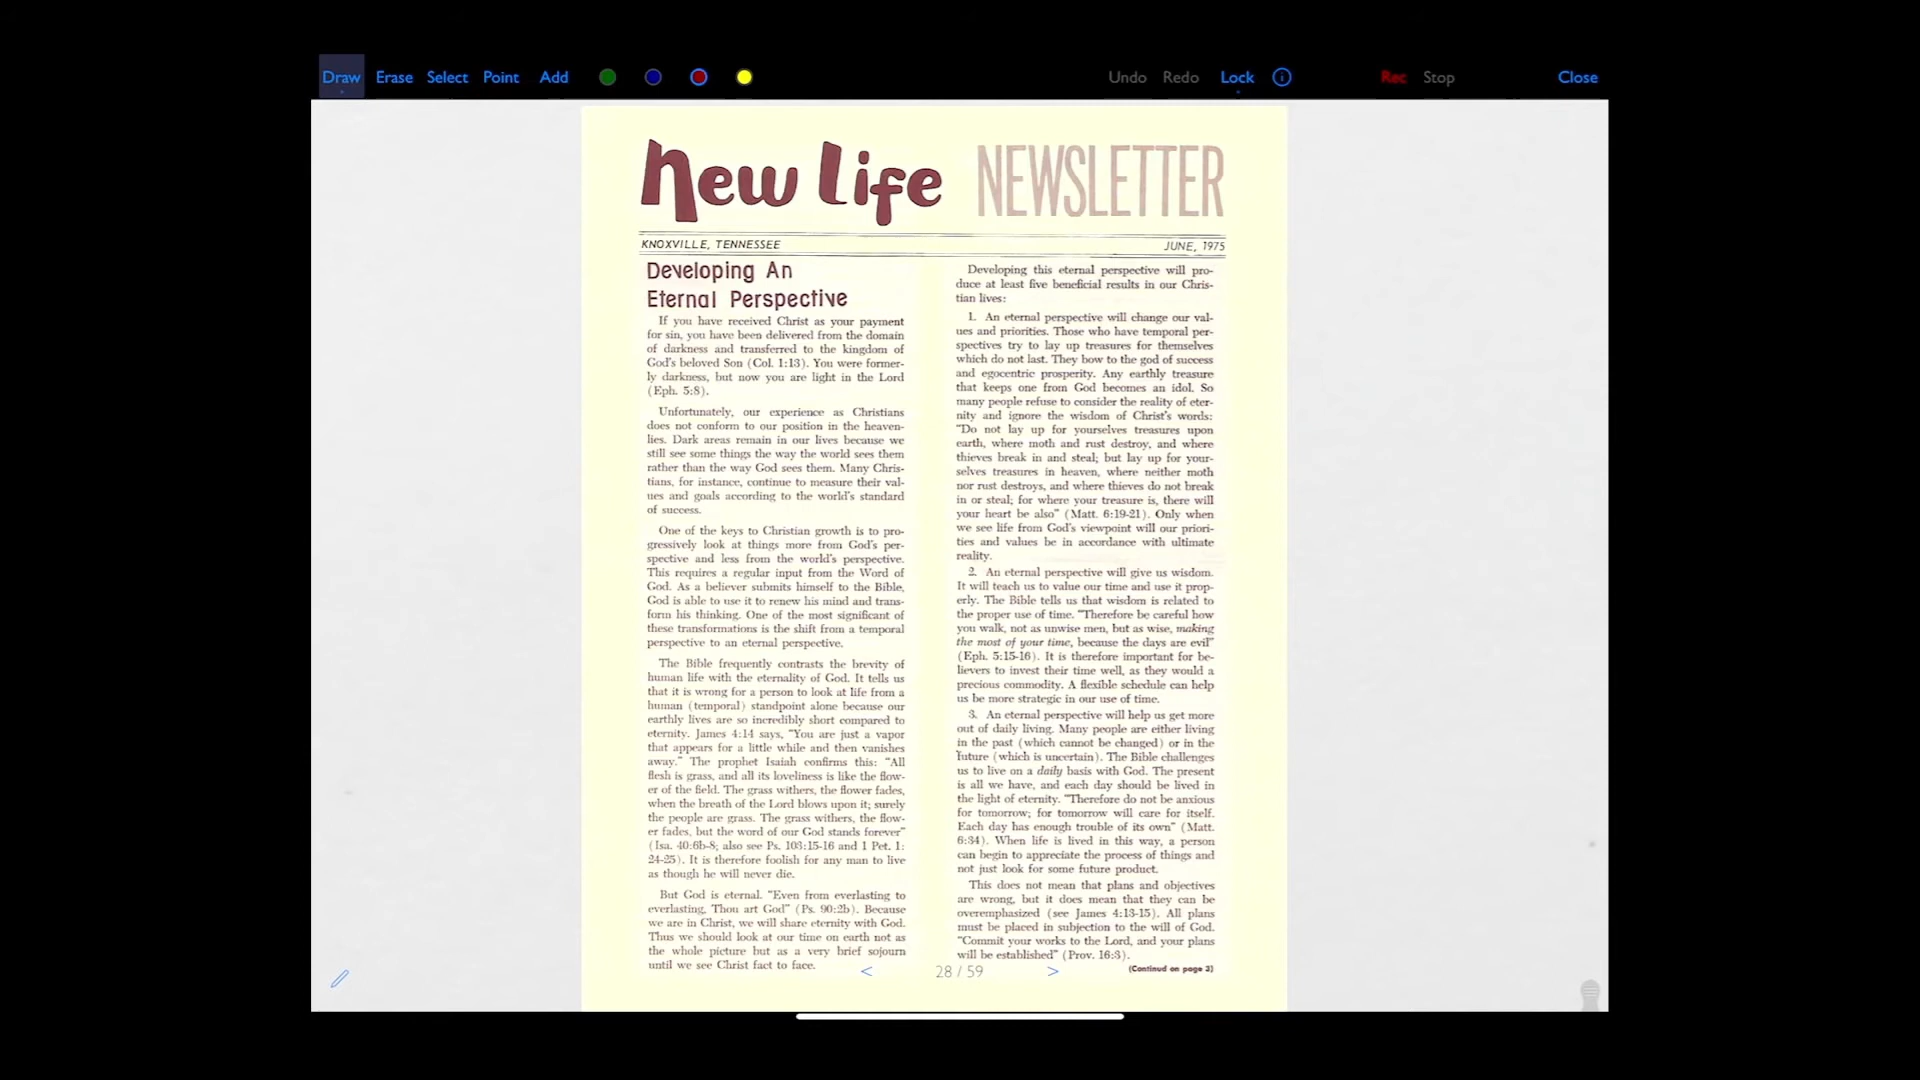 Draw Erase Select Point Add Undo Redo Lock Rec Stop Close
New Life NEWSLETTER
KNOXVILLE, TENNESSEE JUNE, 1975
Developing An
Eternal Perspective
If you have received Christ as your payment
for sin, you have been delivered from the domain
of darkness and transferred to the kingdom of
God's beloved Son (Col. 1:13). You were former-
ly darkness, but now you are light in the Lord
(Eph. 5:8).
Unfortunately, our experience as Christians
does not conform to our position in the heaven-
lies. Dark areas remain in our lives because we
still see some things the way the world sees them
rather than the way God sees them. Many Chris-
tians, for instance, continue to measure their val-
ues and goals according to the world's standard
of success.
One of the keys to Christian growth is to pro-
gressively look at things more from God's per-
spective and less from the world's perspective.
This requires a regular input from the Word of
God. As a believer submits himself to the Bible,
God is able to use it to renew his mind and trans-
form his thinking. One of the most significant of
these transformations is the shift from a temporal
perspective to an eternal perspective.
The Bible frequently contrasts the brevity of
human life with the eternality of God. It tells us
that it is wrong for a person to look at life from a
human (temporal) standpoint alone because our
earthly lives are so incredibly short compared to
eternity. James 4:14 says, "You are just a vapor
that appears for a little while and then vanishes
away." The prophet Isaiah confirms this: "All
flesh is grass, and all its loveliness is like the flow-
er of the field. The grass withers, the flower fades,
when the breath of the Lord blows upon it; surely
the people are grass. The grass withers, the flow-
er fades, but the word of our God stands forever"
(Isa. 40:6b-8; also see Ps. 103:15-16 and 1 Pet. 1:
24-25). It is therefore foolish for any man to live
as though he will never die.
But God is eternal. "Even from everlasting to
everlasting, Thou art God" (Ps. 90:2b). Because
we are in Christ, we will share eternity with God.
Thus we should look at our time on earth not as
the whole picture but as a very brief sojourn
until we see Christ fact to face.
Developing this eternal perspective will pro-
duce at least five beneficial results in our Chris-
tian lives:
1. An eternal perspective will change our val-
ues and priorities. Those who have temporal per-
spectives try to lay up treasures for themselves
which do not last. They bow to the god of success
and egocentric prosperity. Any earthly treasure
that keeps one from God becomes an idol. So
many people refuse to consider the reality of eter-
nity and ignore the wisdom of Christ's words:
"Do not lay up for yourselves treasures upon
earth, where moth and rust destroy, and where
thieves break in and steal; but lay up for your-
selves treasures in heaven, where neither moth
nor rust destroys, and where thieves do not break
in or steal; for where your treasure is, there will
your heart be also" (Matt. 6:19-21). Only when
we see life from God's viewpoint will our priori-
ties and values be in accordance with ultimate
reality.
2. An eternal perspective will give us wisdom.
It will teach us to value our time and use it prop-
erly. The Bible tells us that wisdom is related to
the proper use of time. "Therefore be careful how
you walk, not as unwise men, but as wise, making
the most of your time, because the days are evil"
(Eph. 5:15-16). It is therefore important for be-
lievers to invest their time well, as they would a
precious commodity. A flexible schedule can help
us be more strategic in our use of time.
3. An eternal perspective will help us get more
out of daily living. Many people are either living
in the past (which cannot be changed) or in the
future (which is uncertain). The Bible challenges
us to live on a daily basis with God. The present
is all we have, and each day should be lived in
the light of eternity. "Therefore do not be anxious
for tomorrow; for tomorrow will care for itself.
Each day has enough trouble of its own" (Matt.
6:34). When life is lived in this way, a person
can begin to appreciate the process of things and
not just look for some future product.
This does not mean that plans and objectives
are wrong, but it does mean that they can be
overemphasized (see James 4:13-15). All plans
must be placed in subjection to the will of God.
"Commit your works to the Lord, and your plans
will be established" (Prov. 16:3).
(Continud on page 3)
< 28 / 59 >